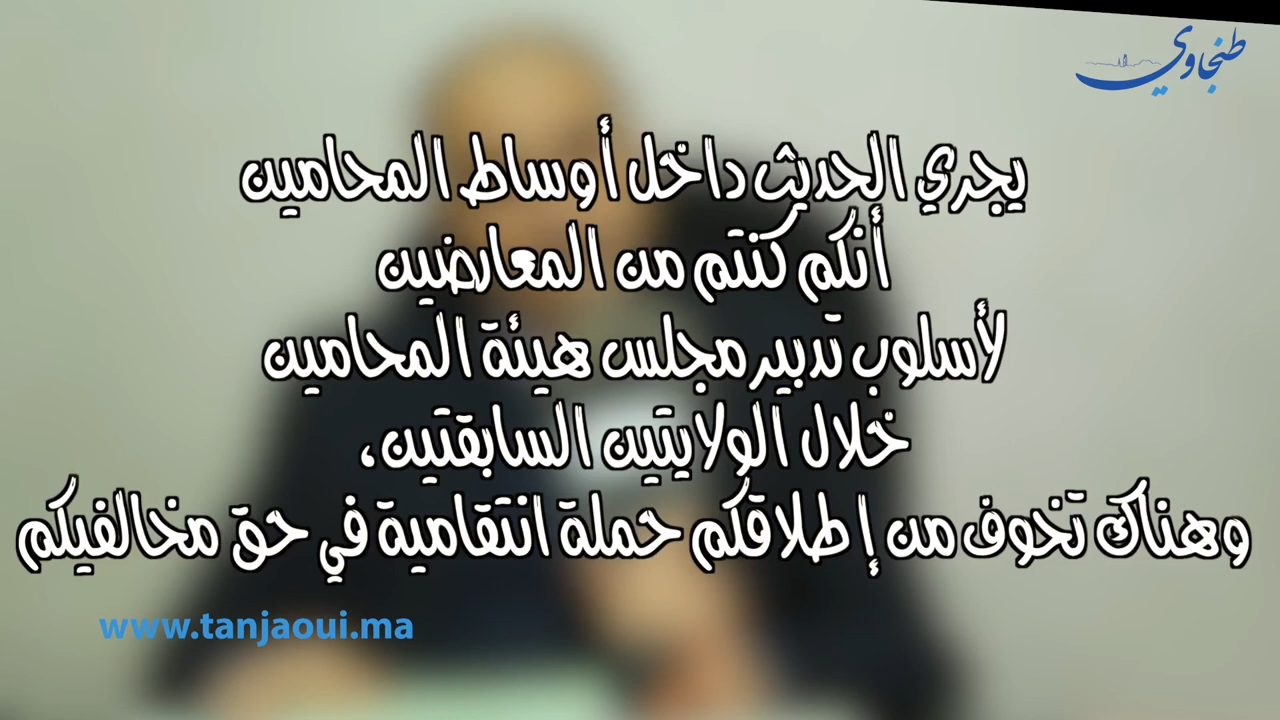 طنجاوي
يجري الحديث داخل أوساط المحامين
أنكم كنتم من المعارضين
لأسلوب تدبير مجلس هيئة المحامين
خلال الولايتين السابقتين،
وهناك تخوف من إطلاقكم حملة انتقامية في حق مخالفيكم
www.tanjaoui.ma